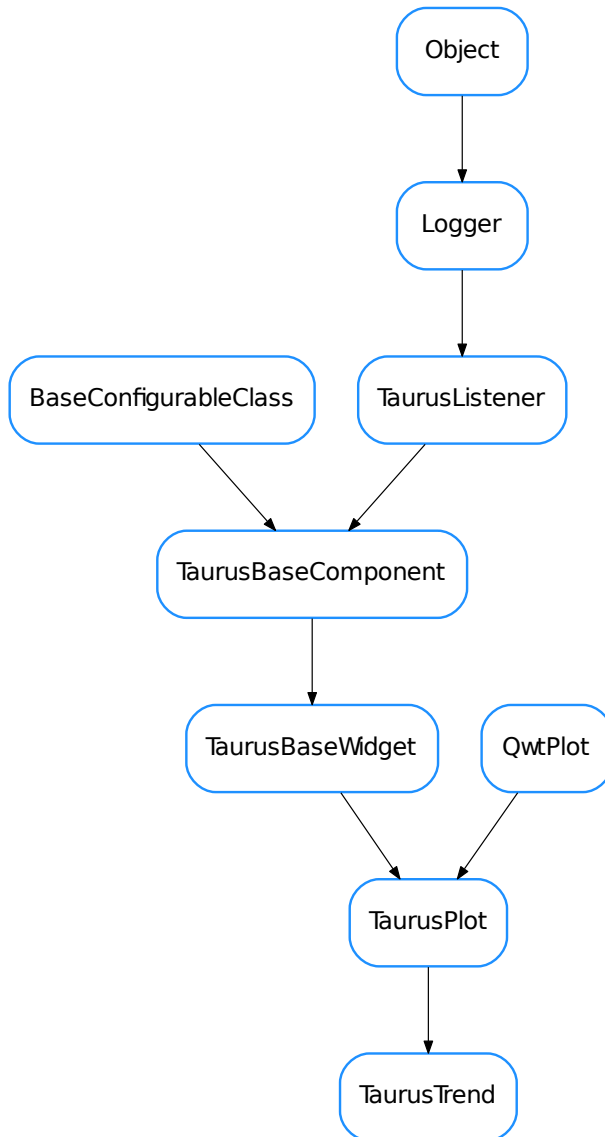 Object
Logger
BaseConfigurableClass
TaurusListener
TaurusBaseComponent
TaurusBaseWidget
QwtPlot
TaurusPlot
TaurusTrend